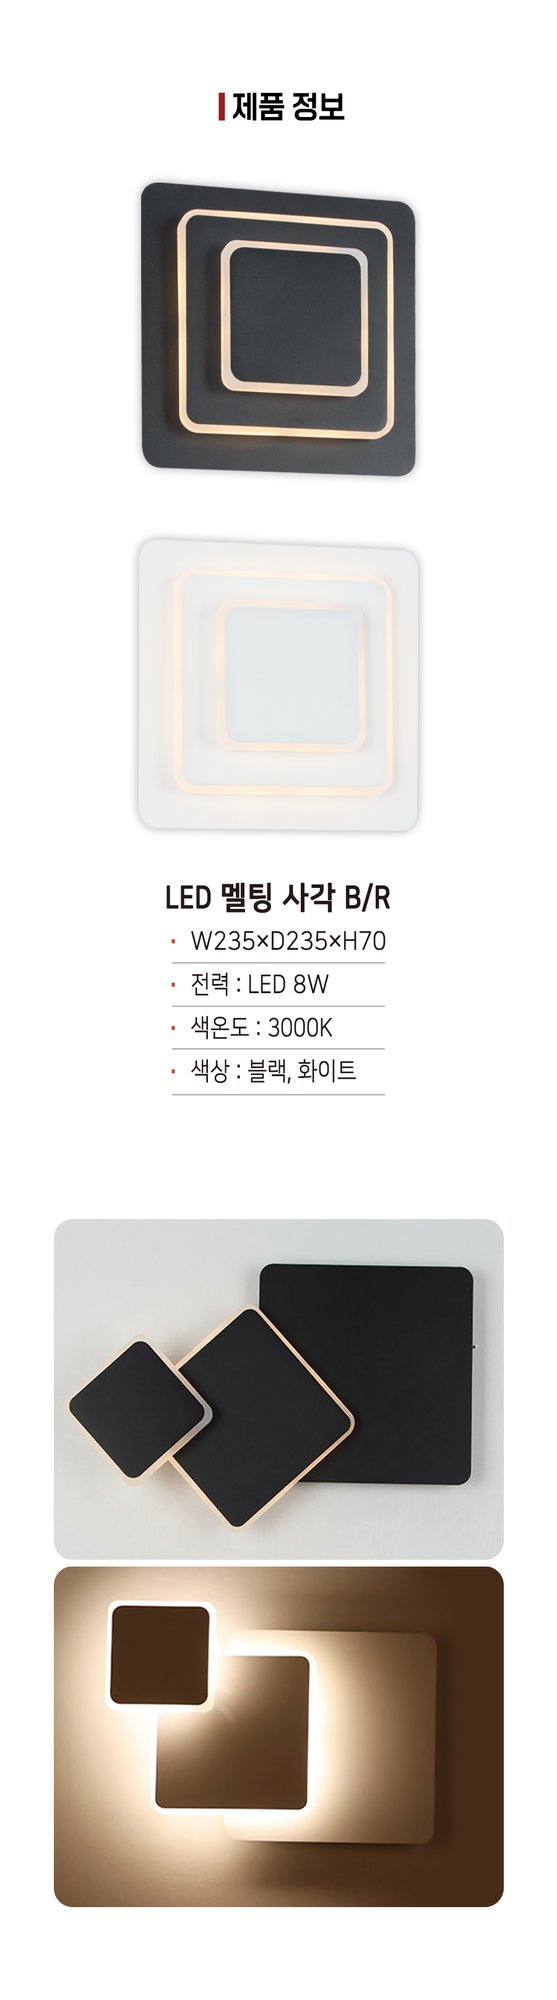 제품 정보
LED 멜팅 사각 B/R
· W235×D235×H70
· 전력 : LED 8W
· 색온도 : 3000K
· 색상 : 블랙, 화이트